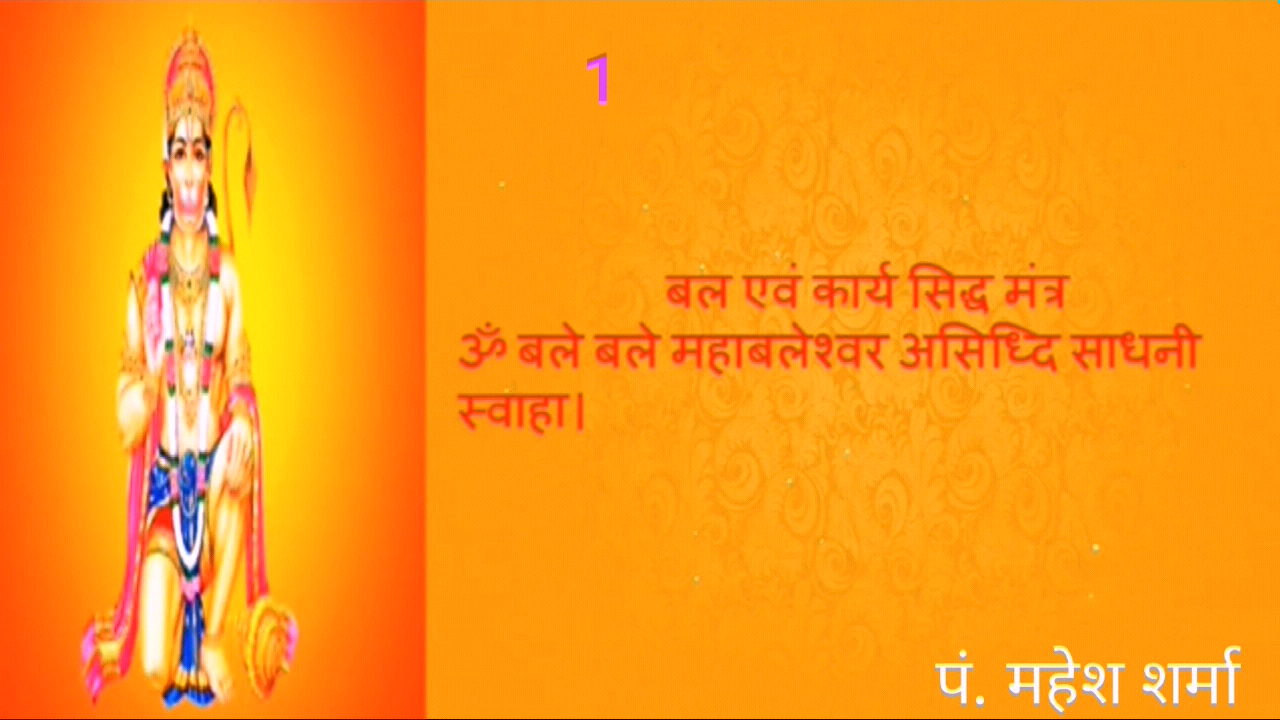 1
बल एवं कार्य सिद्ध मंत्र
ॐ बले बले महाबलेश्वर असिध्दि साधनी
स्वाहा।
पं. महेश शर्मा